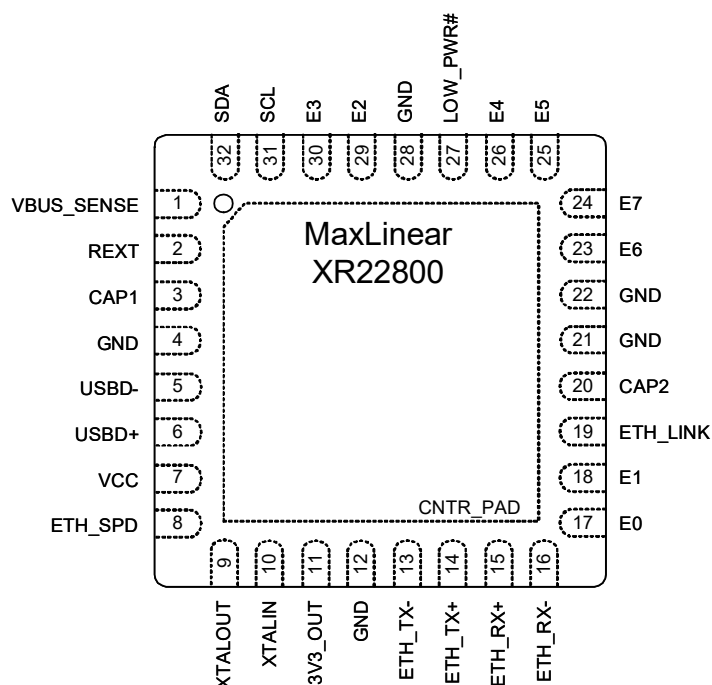 SDA
SCL
E3
E2
GND
LOW_PWR#
E4
E5
32
31
30
29
28
27
26
25
VBUS_SENSE 1
REXT 2
CAP1 3
GND 4
USBD- 5
USBD+ 6
VCC 7
ETH_SPD 8
MaxLinear
XR22800
CNTR_PAD
24 E7
23 E6
22 GND
21 GND
20 CAP2
19 ETH_LINK
18 E1
17 E0
9
10
11
12
13
14
15
16
XTALOUT
XTALIN
3V3_OUT
GND
ETH_TX-
ETH_TX+
ETH_RX+
ETH_RX-